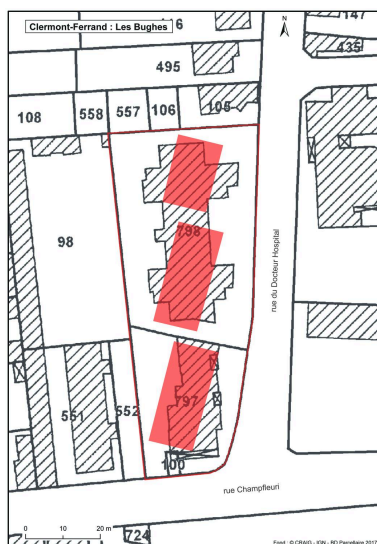 Clermont-Ferrand : Les Bughes
6
N
147
435
495
108
558
557
106
105
98
798
rue du Docteur Hospital
551
552
797
100
rue Champfleuri
724
0 10 20 m
Fond : © CRAIG - IGN - BD Parcellaire 2017